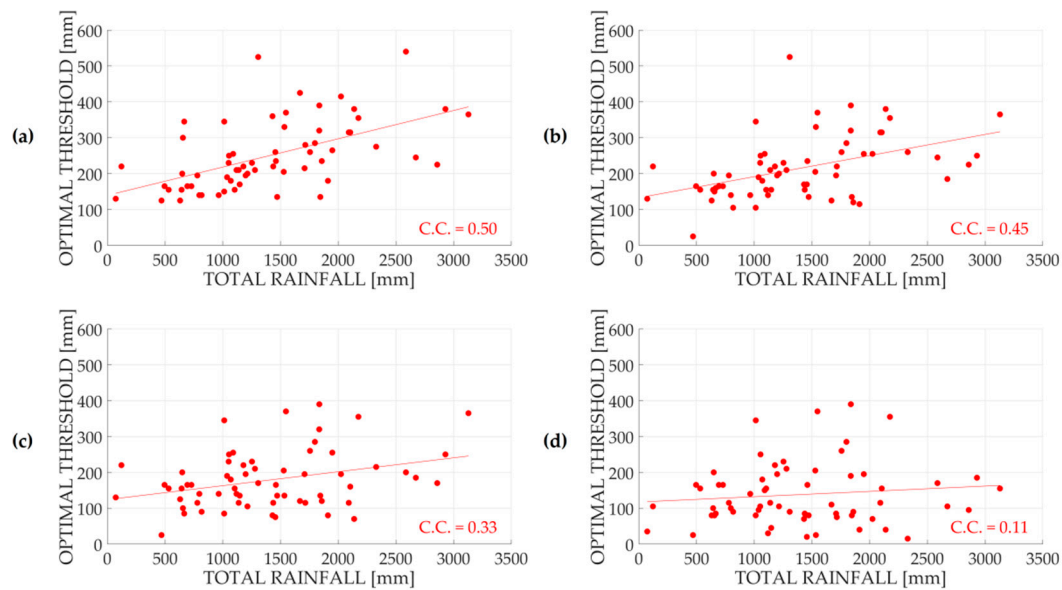 (a)
OPTIMAL THRESHOLD [mm]
600
500
400
300
200
100
0
C.C. = 0.50
0 500 1000 1500 2000 2500 3000 3500
TOTAL RAINFALL [mm]
(b)
OPTIMAL THRESHOLD [mm]
600
500
400
300
200
100
0
C.C. = 0.45
0 500 1000 1500 2000 2500 3000 3500
TOTAL RAINFALL [mm]
(c)
OPTIMAL THRESHOLD [mm]
600
500
400
300
200
100
0
C.C. = 0.33
0 500 1000 1500 2000 2500 3000 3500
TOTAL RAINFALL [mm]
(d)
OPTIMAL THRESHOLD [mm]
600
500
400
300
200
100
0
C.C. = 0.11
0 500 1000 1500 2000 2500 3000 3500
TOTAL RAINFALL [mm]